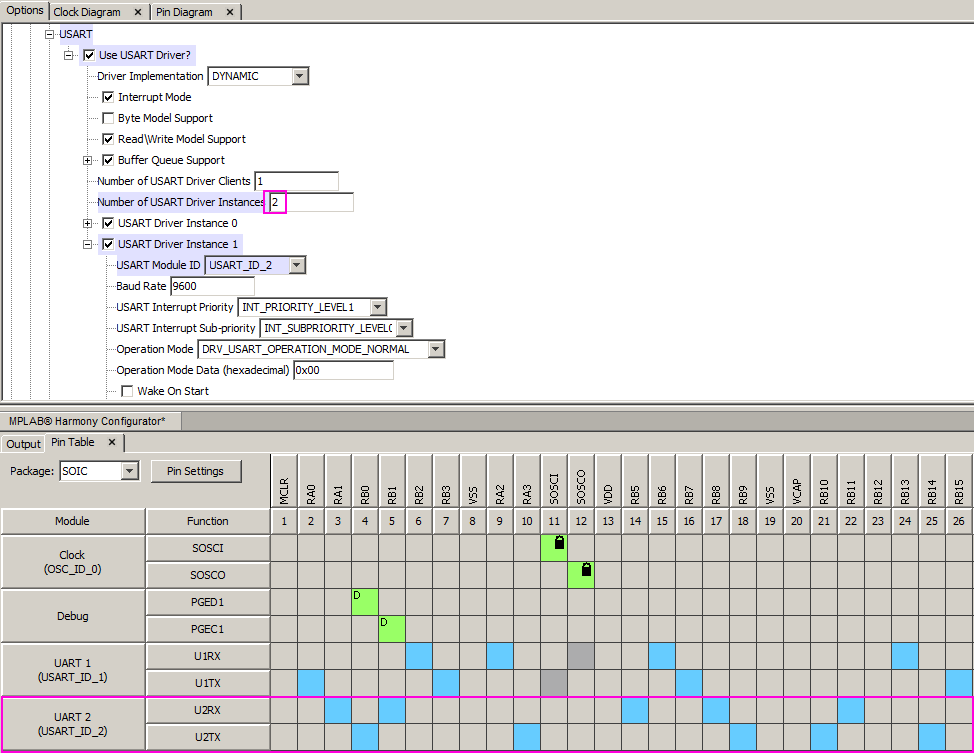 Options Clock Diagram × Pin Diagram ×
USART
Use USART Driver?
Driver Implementation DYNAMIC
Interrupt Mode
Byte Model Support
Read\Write Model Support
Buffer Queue Support
Number of USART Driver Clients 1
Number of USART Driver Instances 2
USART Driver Instance 0
USART Driver Instance 1
USART Module ID USART_ID_2
Baud Rate 9600
USART Interrupt Priority INT_PRIORITY_LEVEL1
USART Interrupt Sub-priority INT_SUBPRIORITY_LEVEL(
Operation Mode DRV_USART_OPERATION_MODE_NORMAL
Operation Mode Data (hexadecimal) 0x00
Wake On Start
MPLAB® Harmony Configurator*
Output Pin Table ×
Package: SOIC Pin Settings
MCLR RA0 RA1 RB0 RB1 RB2 RB3 VSS RA2 RA3 SOSCI SOSCO VDD RB5 RB6 RB7 RB8 RB9 VSS VCAP RB10 RB11 RB12 RB13 RB14 RB15
Module Function 1 2 3 4 5 6 7 8 9 10 11 12 13 14 15 16 17 18 19 20 21 22 23 24 25 26
Clock
(OSC_ID_0)
SOSCI
SOSCO
Debug
PGED1 D
PGEC1 D
UART 1
(USART_ID_1)
U1RX
U1TX
UART 2
(USART_ID_2)
U2RX
U2TX